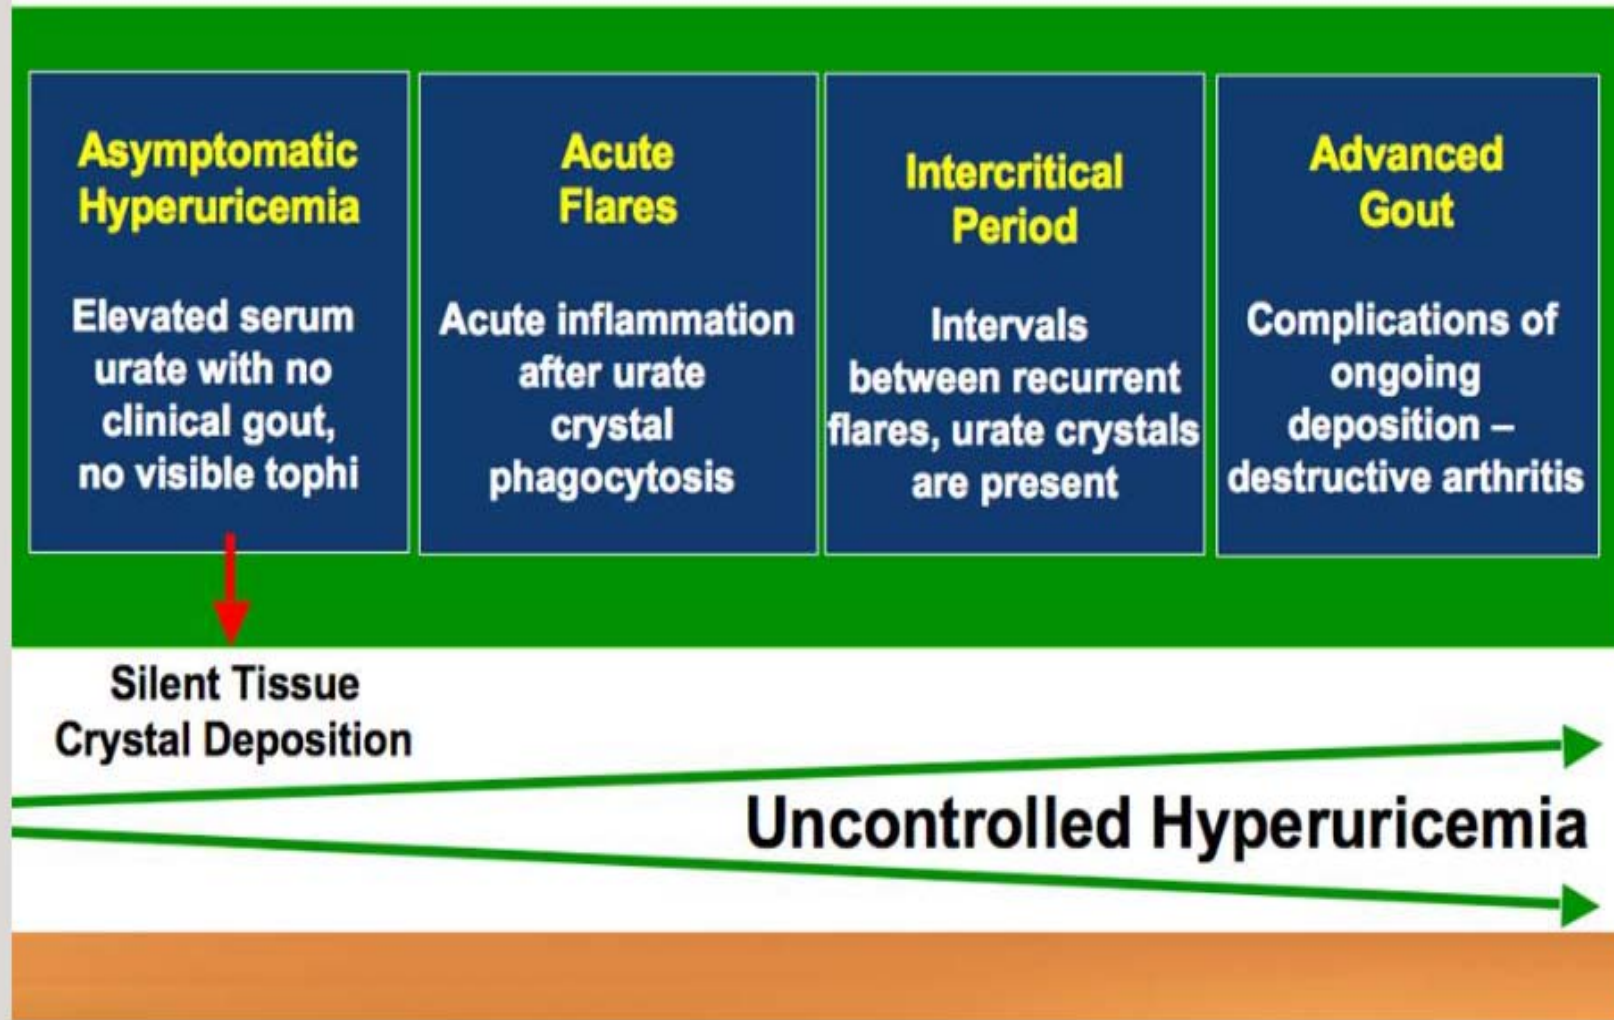 Asymptomatic
Hyperuricemia
Elevated serum
urate with no
clinical gout,
no visible tophi
Acute
Flares
Acute inflammation
after urate
crystal
phagocytosis
Intercritical
Period
Intervals
between recurrent
flares, urate crystals
are present
Advanced
Gout
Complications of
ongoing
deposition –
destructive arthritis
Silent Tissue
Crystal Deposition
Uncontrolled Hyperuricemia